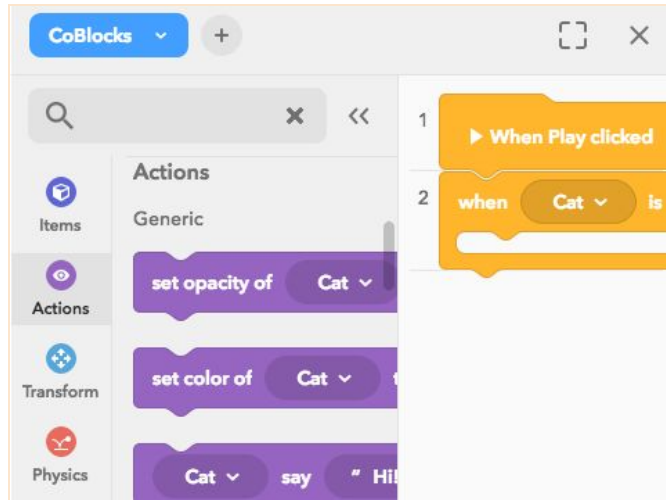 CoBlocks
+
Actions
Generic
Items
Actions
Transform
Physics
set opacity of Cat
set color of Cat
Cat say " Hi!
1
When Play clicked
2
when Cat is